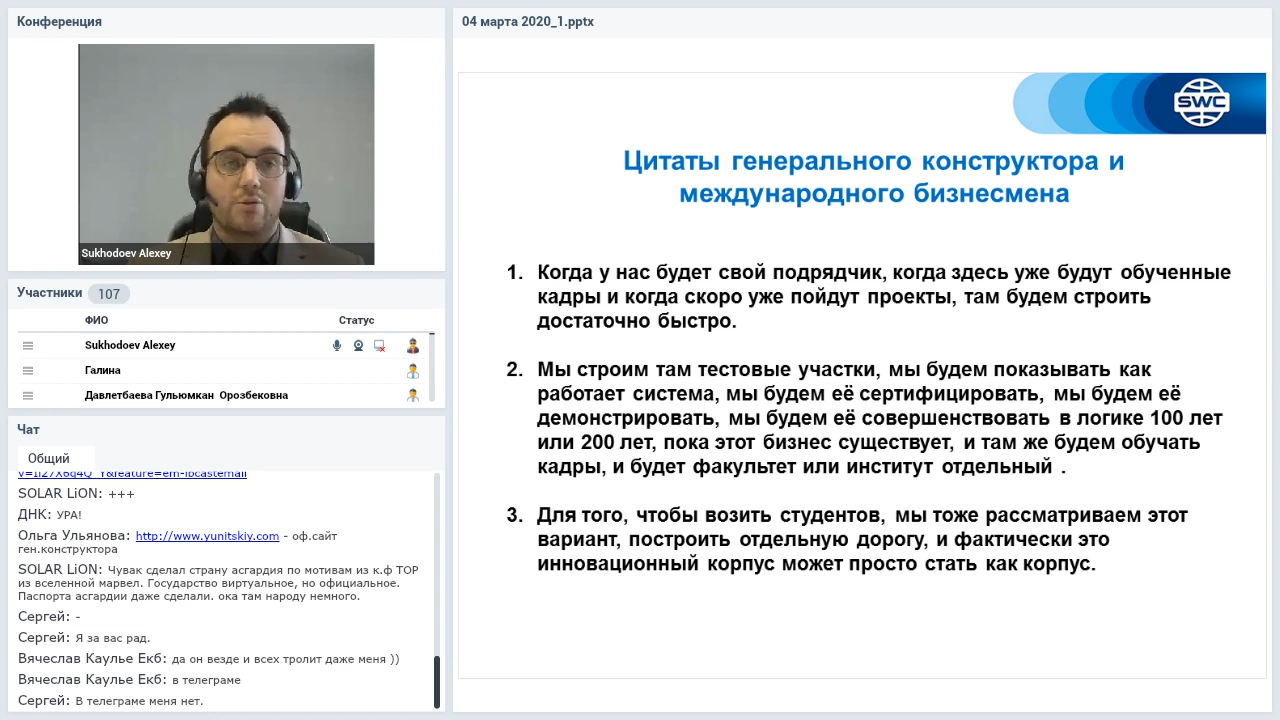 Конференция
Sukhodoev Alexey
Участники 107
ФИО Статус
Sukhodoev Alexey
Галина
Давлетбаева Гульюмкан Орозбековна
Чат
Общий
SOLAR LiON: +++
ДНК: УРА!
Ольга Ульянова: http://www.yunitskiy.com - оф.сайт
ген.конструктора
SOLAR LiON: Чувак сделал страну асгардия по мотивам из к.ф ТОР
из вселенной марвел. Государство виртуальное, но официальное.
Паспорта асгардии даже сделали. ока там народу немного.
Сергей: -
Сергей: Я за вас рад.
Вячеслав Каулье Екб: да он везде и всех тролит даже меня ))
Вячеслав Каулье Екб: в телеграме
Сергей: В телеграме меня нет.
04 марта 2020_1.pptx
SWC
Цитаты генерального конструктора и
международного бизнесмена
1. Когда у нас будет свой подрядчик, когда здесь уже будут обученные
кадры и когда скоро уже пойдут проекты, там будем строить
достаточно быстро.
2. Мы строим там тестовые участки, мы будем показывать как
работает система, мы будем её сертифицировать, мы будем её
демонстрировать, мы будем её совершенствовать в логике 100 лет
или 200 лет, пока этот бизнес существует, и там же будем обучать
кадры, и будет факультет или институт отдельный .
3. Для того, чтобы возить студентов, мы тоже рассматриваем этот
вариант, построить отдельную дорогу, и фактически это
инновационный корпус может просто стать как корпус.